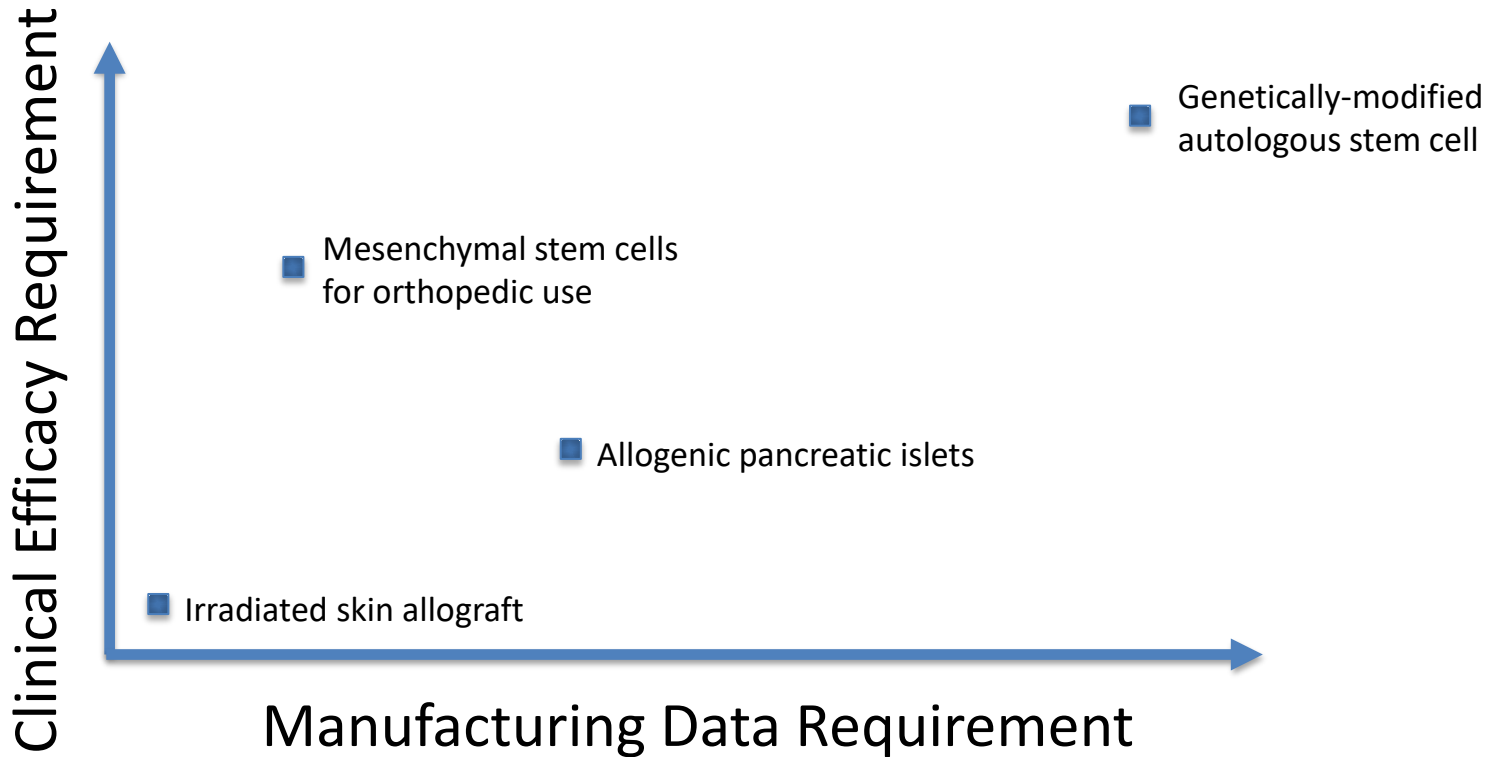 Clinical Efficacy Requirement
Genetically-modified
autologous stem cell
Mesenchymal stem cells
for orthopedic use
Allogenic pancreatic islets
Irradiated skin allograft
Manufacturing Data Requirement